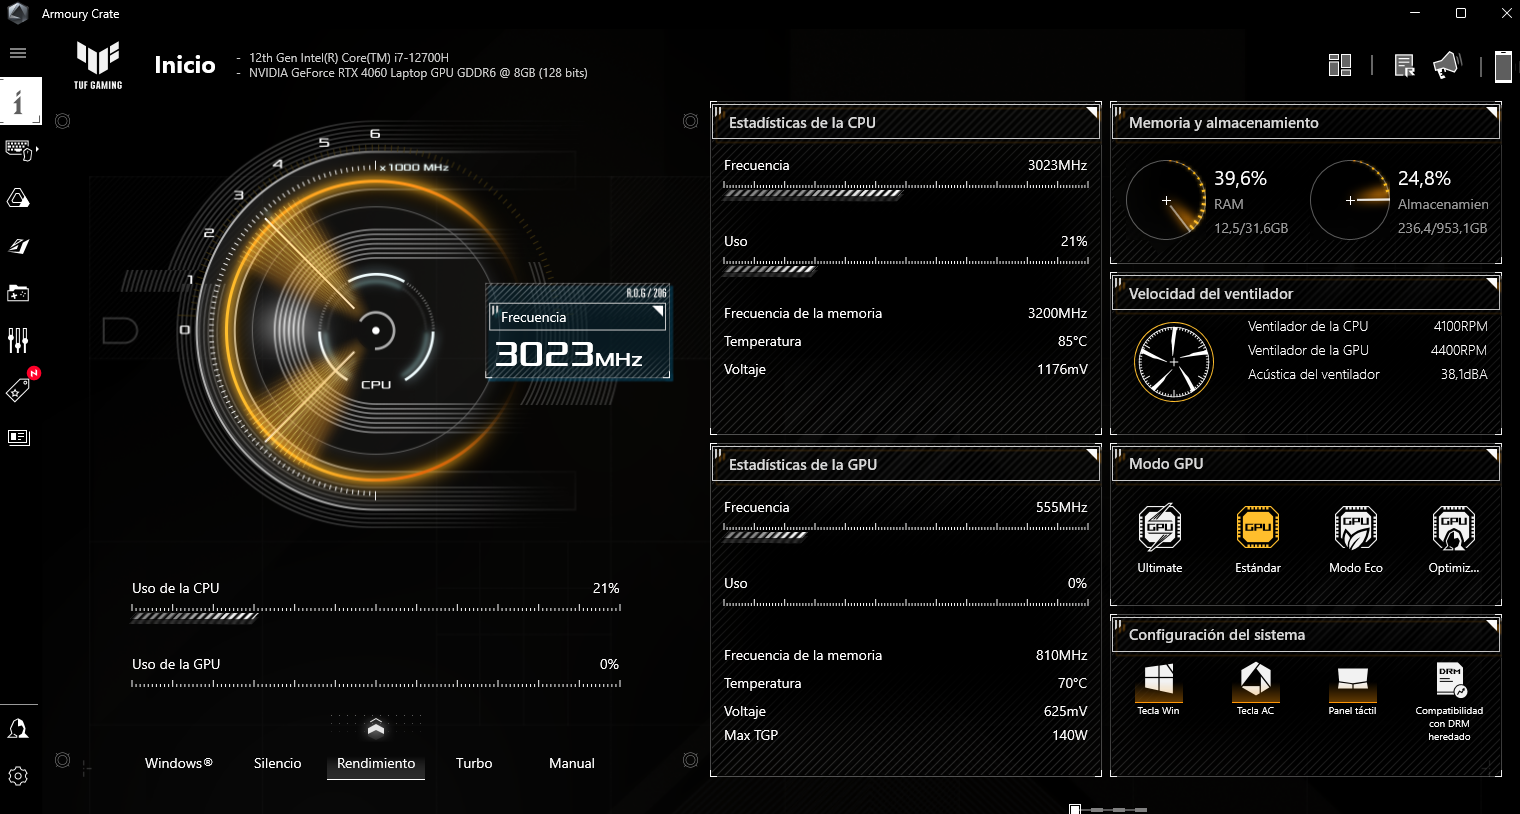 Armoury Crate
TUF GAMING
Inicio
- 12th Gen Intel(R) Core(TM) i7-12700H
- NVIDIA GeForce RTX 4060 Laptop GPU GDDR6 @ 8GB (128 bits)
6
5
4
3
2
1
0
x 1000 MHz
CPU
R.O.G / 206
Frecuencia
3023MHz
Uso de la CPU 21%
Uso de la GPU 0%
Windows® Silencio Rendimiento Turbo Manual
Estadísticas de la CPU
Frecuencia 3023MHz
Uso 21%
Frecuencia de la memoria 3200MHz
Temperatura 85°C
Voltaje 1176mV
Estadísticas de la GPU
Frecuencia 555MHz
Uso 0%
Frecuencia de la memoria 810MHz
Temperatura 70°C
Voltaje 625mV
Max TGP 140W
Memoria y almacenamiento
39,6%
RAM
12,5/31,6GB
24,8%
Almacenamien
236,4/953,1GB
Velocidad del ventilador
Ventilador de la CPU 4100RPM
Ventilador de la GPU 4400RPM
Acústica del ventilador 38,1dBA
Modo GPU
GPU GPU GPU GPU
Ultimate Estándar Modo Eco Optimiz...
Configuración del sistema
DRM
Tecla Win Tecla AC Panel táctil Compatibilidad
con DRM
heredado